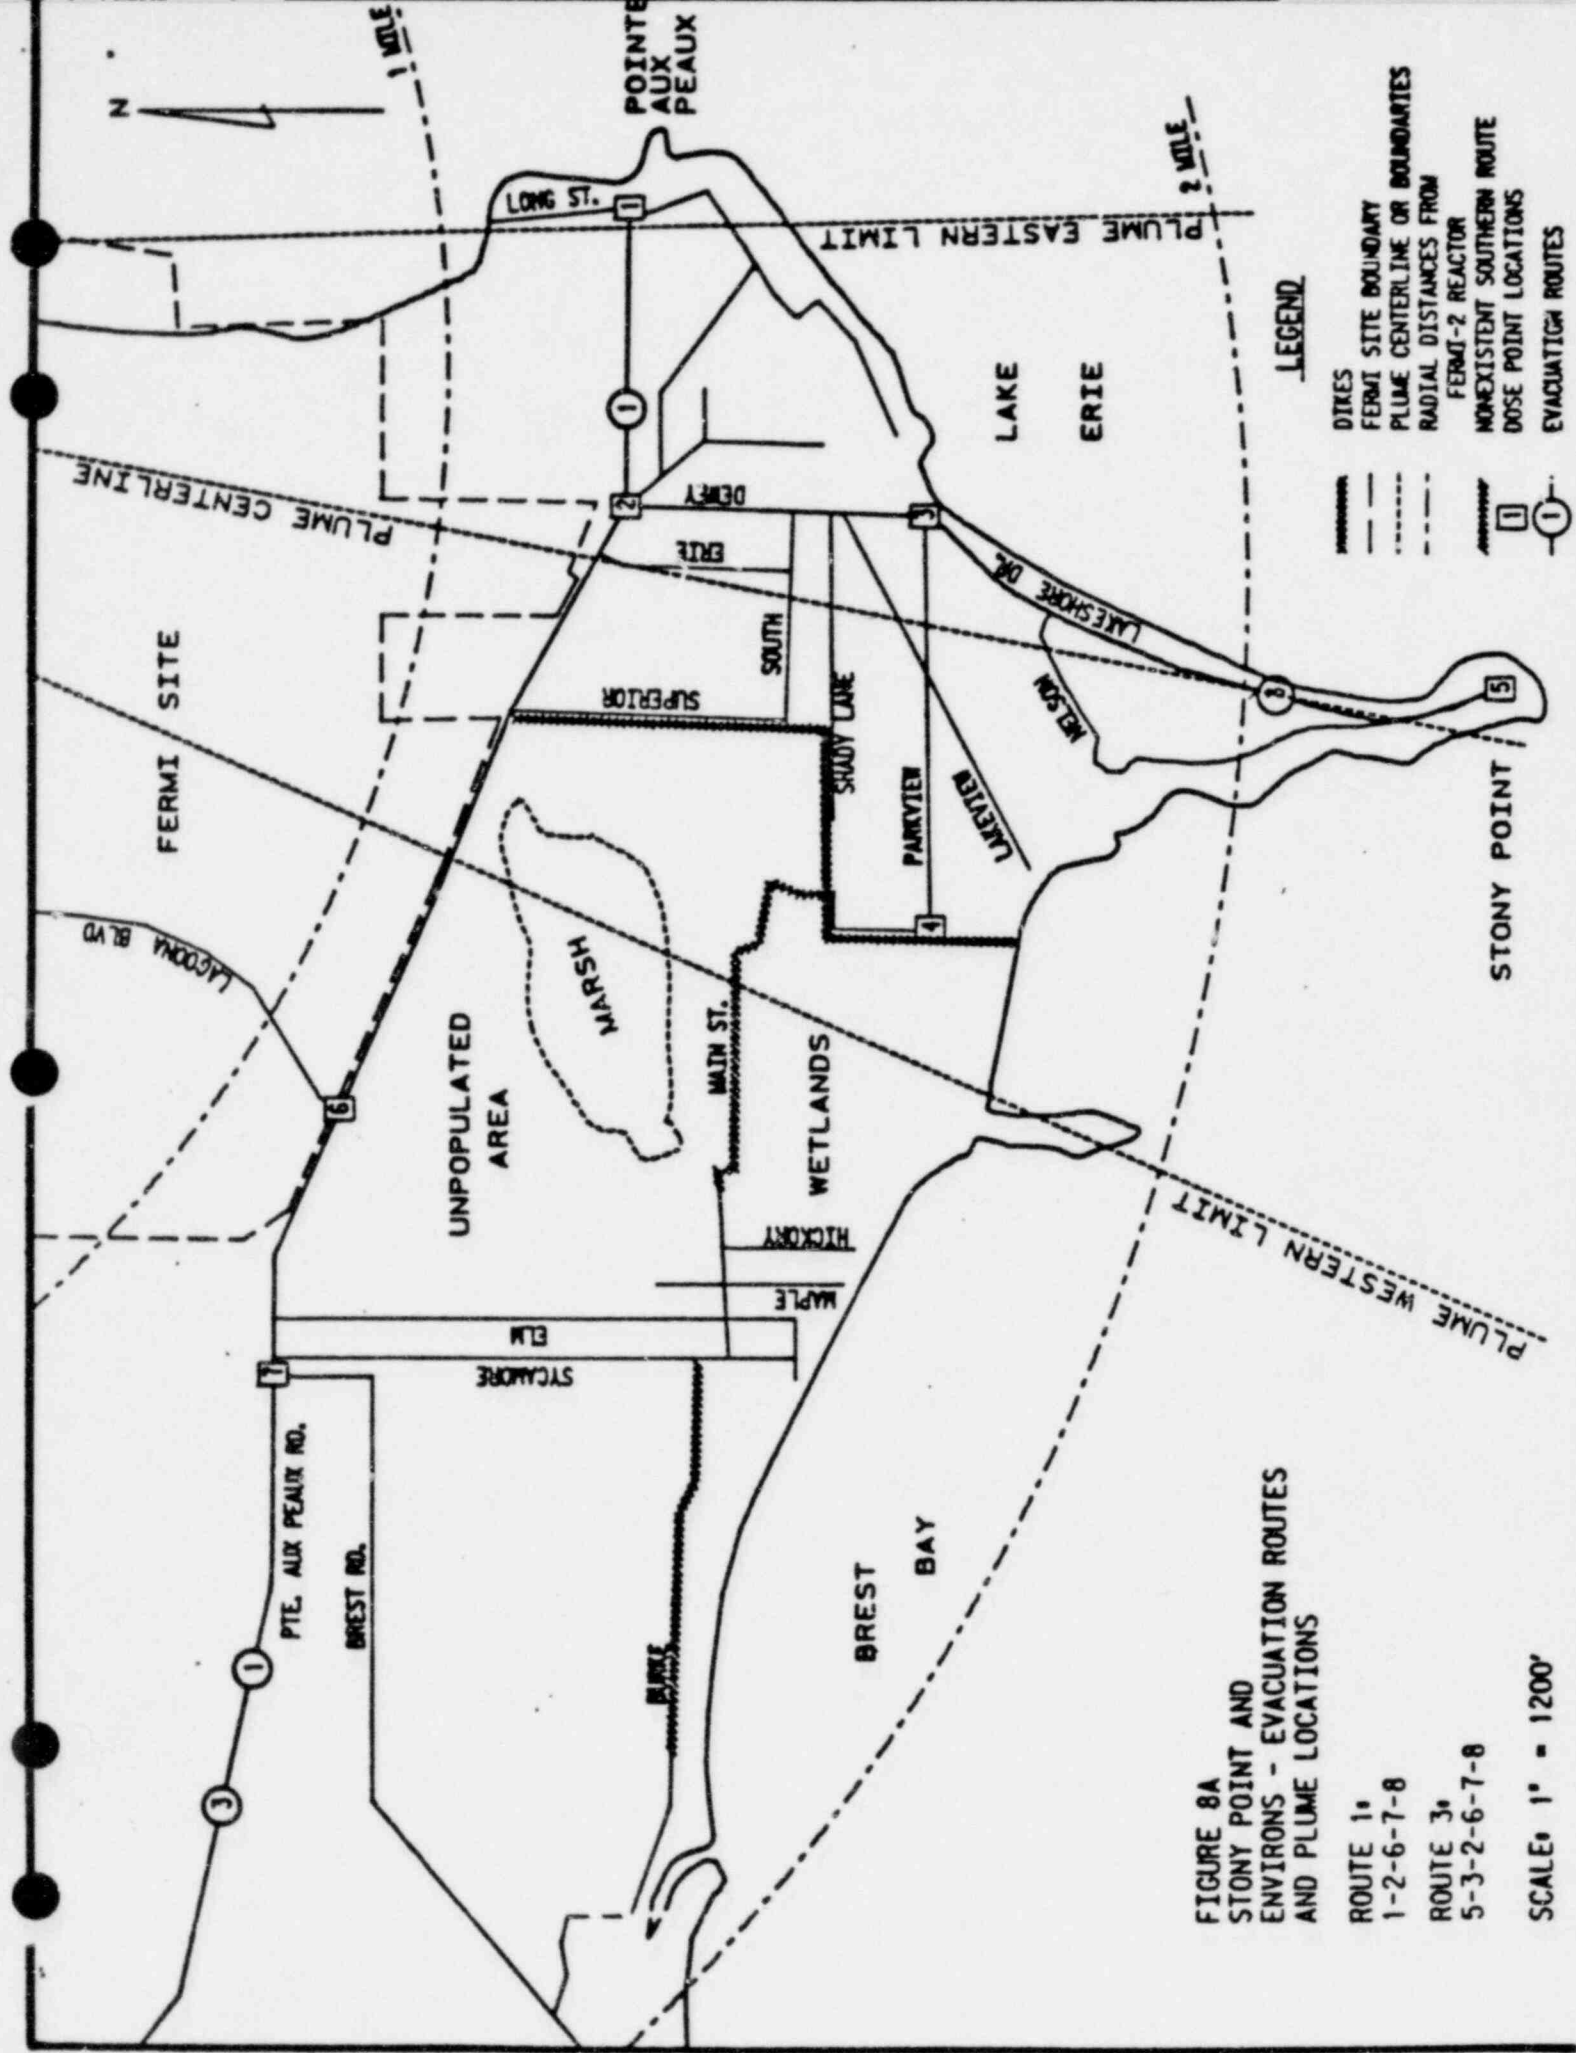 N
1 MILE
POINTE
AUX
PEAUX
LONG ST.
1
PLUME EASTERN LIMIT
2 MILE
1
PLUME CENTERLINE
2
DEWEY
ERIE
3
LAKE
ERIE
FERMI SITE
SUPERIOR
SOUTH
SHADY LANE
PARKVIEW
LAKEVIEW
NELSON
LAKESHORE DR.
8
5
STONY POINT
4
LAGOONA BLVD
6
UNPOPULATED
AREA
MARSH
MAIN ST.
WETLANDS
HICKORY
MAPLE
ELM
SYCAMORE
7
PTE. AUX PEAUX RD.
BREST RD.
1
3
BURKE
BREST
BAY
PLUME WESTERN LIMIT
LEGEND
DIKES
FERMI SITE BOUNDARY
PLUME CENTERLINE OR BOUNDARIES
RADIAL DISTANCES FROM
FERMI-2 REACTOR
NONEXISTENT SOUTHERN ROUTE
1 DOSE POINT LOCATIONS
1 EVACUATION ROUTES
FIGURE 8A
STONY POINT AND
ENVIRONS - EVACUATION ROUTES
AND PLUME LOCATIONS
ROUTE 1:
1-2-6-7-8
ROUTE 3:
5-3-2-6-7-8
SCALE: 1" = 1200'